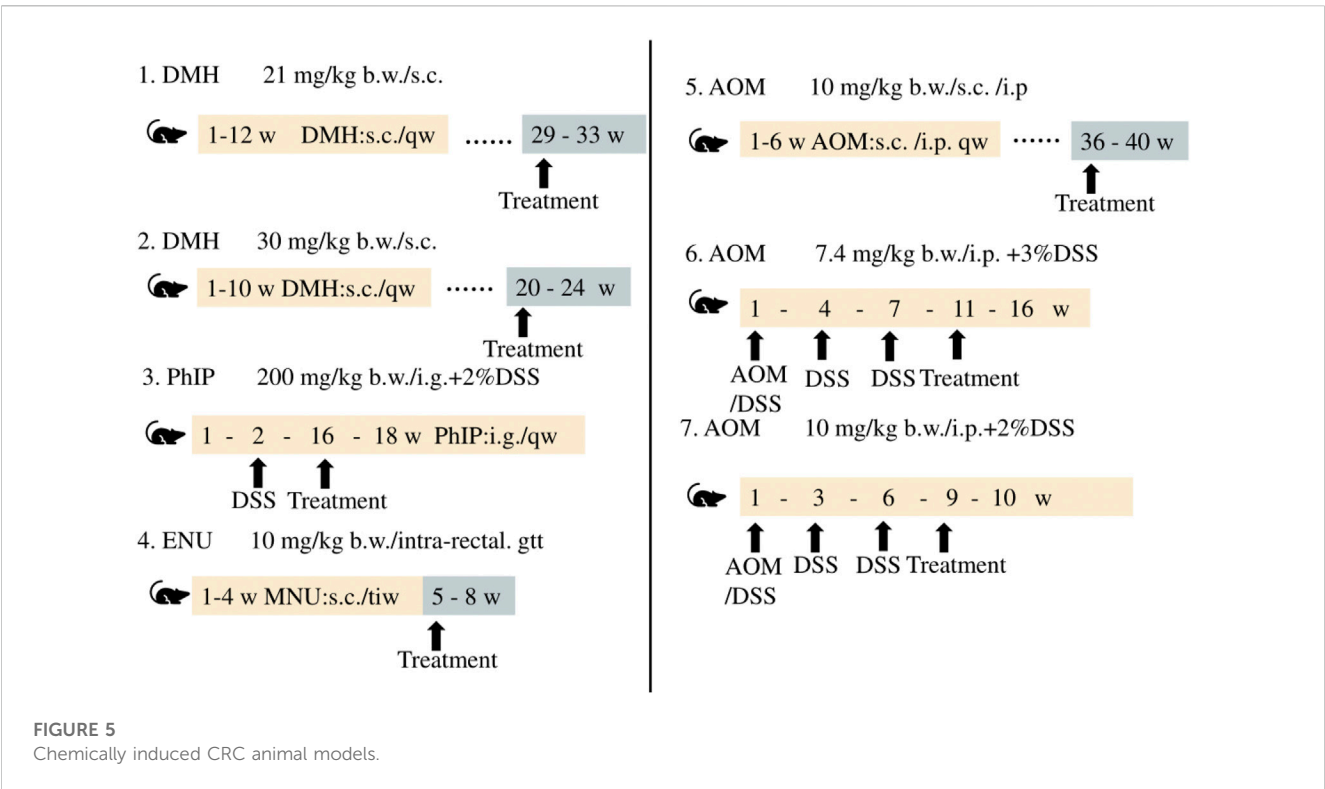 1. DMH 21 mg/kg b.w./s.c.
1-12 w DMH:s.c./qw ...... 29 - 33 w
Treatment
2. DMH 30 mg/kg b.w./s.c.
1-10 w DMH:s.c./qw ...... 20 - 24 w
Treatment
3. PhIP 200 mg/kg b.w./i.g.+2%DSS
1 - 2 - 16 - 18 w PhIP:i.g./qw
DSS Treatment
4. ENU 10 mg/kg b.w./intra-rectal. gtt
1-4 w MNU:s.c./tiw 5 - 8 w
Treatment
5. AOM 10 mg/kg b.w./s.c. /i.p
1-6 w AOM:s.c. /i.p. qw ...... 36 - 40 w
Treatment
6. AOM 7.4 mg/kg b.w./i.p. +3%DSS
1 - 4 - 7 - 11 - 16 w
AOM DSS DSS Treatment
/DSS
7. AOM 10 mg/kg b.w./i.p.+2%DSS
1 - 3 - 6 - 9 - 10 w
AOM DSS DSS Treatment
/DSS
FIGURE 5
Chemically induced CRC animal models.